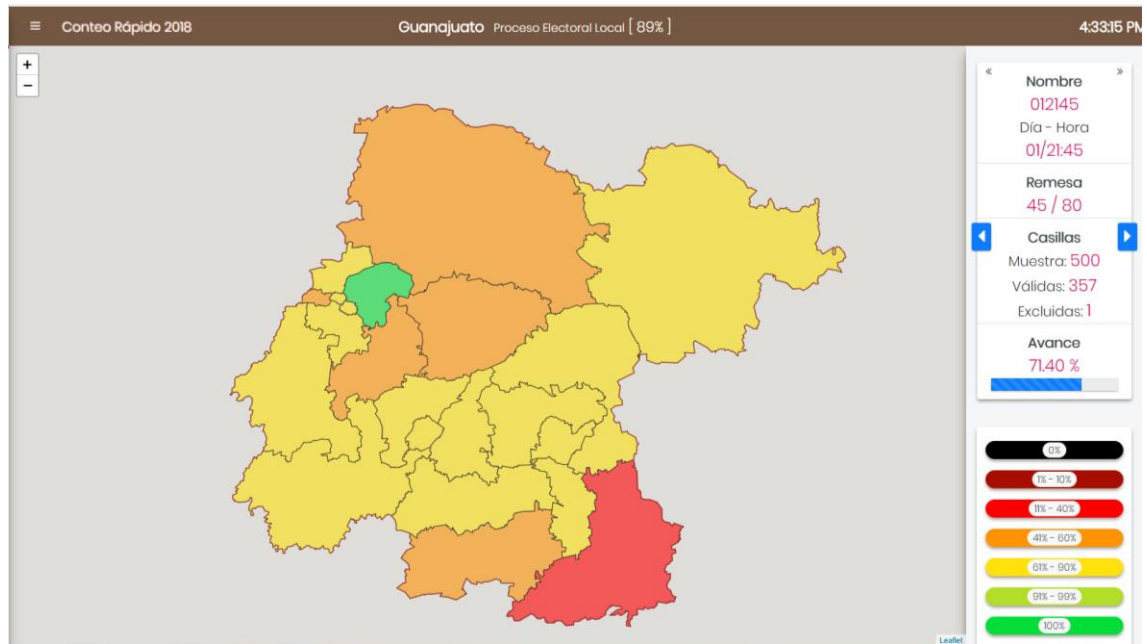 ≡ Conteo Rápido 2018 Guanajuato Proceso Electoral Local [ 89% ] 4:33:15 PM
+
−
« »
Nombre
012145
Día - Hora
01/21:45
Remesa
45 / 80
Casillas
Muestra: 500
Válidas: 357
Excluidas: 1
Avance
71.40 %
0%
1% - 10%
11% - 40%
41% - 60%
61% - 90%
91% - 99%
100%
Leaflet